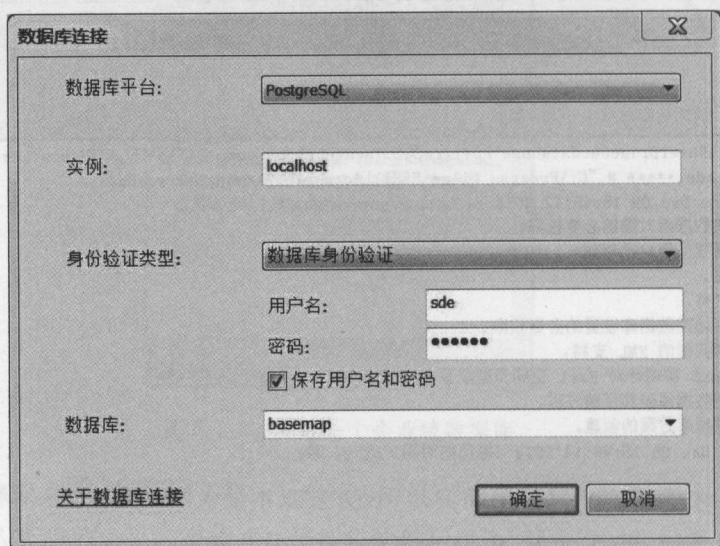 数据库连接
数据库平台: PostgreSQL
实例: localhost
身份验证类型: 数据库身份验证
用户名: sde
密码: ●●●●●●
保存用户名和密码
数据库: basemap
关于数据库连接 确定 取消